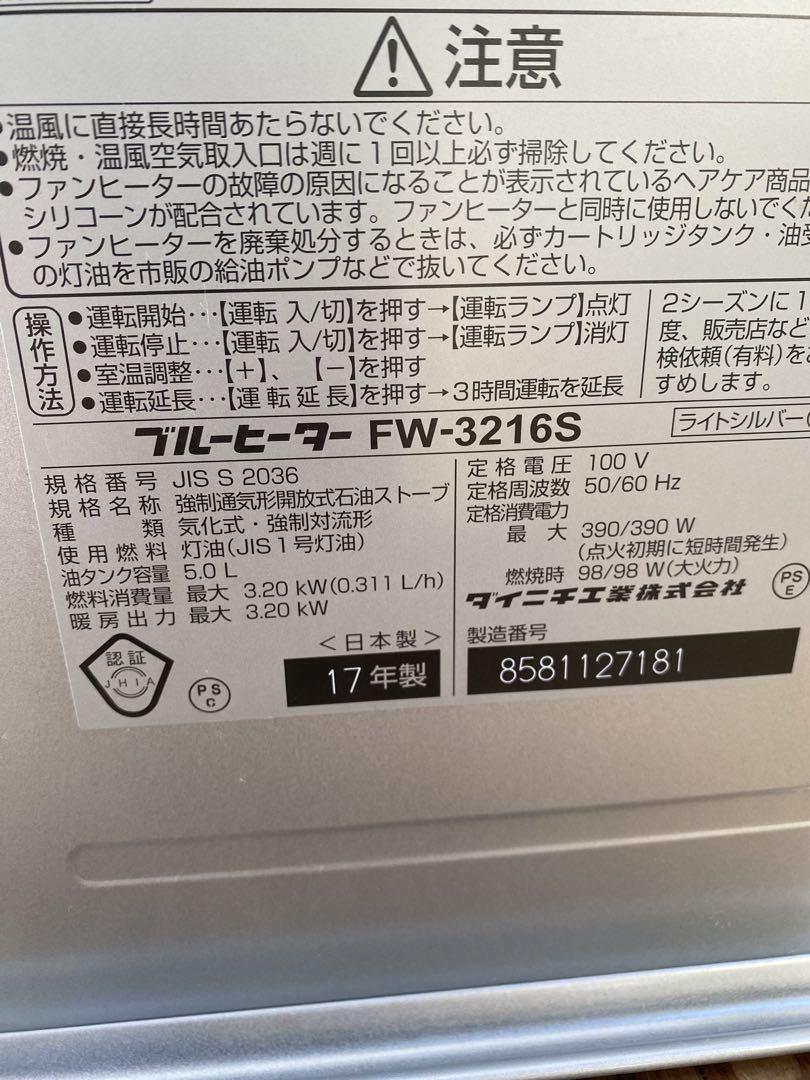 注意
●温風に直接長時間あたらないでください。
●燃焼・温風空気取入口は週に1回以上必ず掃除してください。
●ファンヒーターの故障の原因になることが表示されているヘアケア商品
シリコーンが配合されています。ファンヒーターと同時に使用しないでくだ
●ファンヒーターを廃棄処分するときは、必ずカートリッジタンク・油受
の灯油を市販の給油ポンプなどで抜いてください。
操作方法
●運転開始…【運転 入/切】を押す→【運転ランプ】点灯
●運転停止…【運転 入/切】を押す→【運転ランプ】消灯
●室温調整…【+】、【-】を押す
●運転延長…【運転延長】を押す→3時間運転を延長
2シーズンに1
度、販売店など
検依頼(有料)をお
すめします。
ブルーヒーター FW-3216S
ライトシルバー(
規格番号 JIS S 2036
規格名称 強制通気形開放式石油ストーブ
種類 気化式・強制対流形
使用燃料 灯油(JIS1号灯油)
油タンク容量 5.0 L
燃料消費量 最大 3.20 kW(0.311 L/h)
暖房出力 最大 3.20 kW
定格電圧 100 V
定格周波数 50/60 Hz
定格消費電力
最大 390/390 W
(点火初期に短時間発生)
燃焼時 98/98 W(大火力)
ダイニチ工業株式会社
PS
E
<日本製>
認証
JHIA
PS
C
17年製
製造番号
8581127181